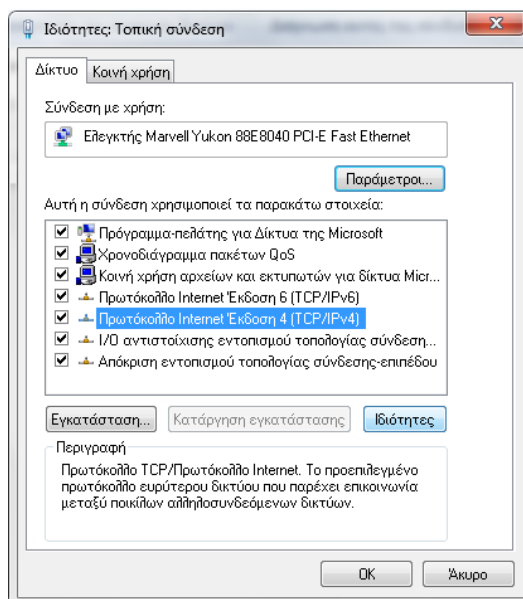 Ιδιότητες: Τοπική σύνδεση
Δίκτυο Κοινή χρήση
Σύνδεση με χρήση:
Ελεγκτής Marvell Yukon 88E8040 PCI-E Fast Ethernet
Παράμετροι...
Αυτή η σύνδεση χρησιμοποιεί τα παρακάτω στοιχεία:
Πρόγραμμα-πελάτης για Δίκτυα της Microsoft
Χρονοδιάγραμμα πακέτων QoS
Κοινή χρήση αρχείων και εκτυπωτών για δίκτυα Micr...
Πρωτόκολλο Internet Έκδοση 6 (TCP/IPv6)
Πρωτόκολλο Internet Έκδοση 4 (TCP/IPv4)
I/O αντιστοίχισης εντοπισμού τοπολογίας σύνδεση...
Απόκριση εντοπισμού τοπολογίας σύνδεσης-επιπέδου
Εγκατάσταση... Κατάργηση εγκατάστασης Ιδιότητες
Περιγραφή
Πρωτόκολλο TCP/Πρωτόκολλο Internet. Το προεπιλεγμένο
πρωτόκολλο ευρύτερου δικτύου που παρέχει επικοινωνία
μεταξύ ποικίλων αλληλοσυνδεόμενων δικτύων.
OK Άκυρο